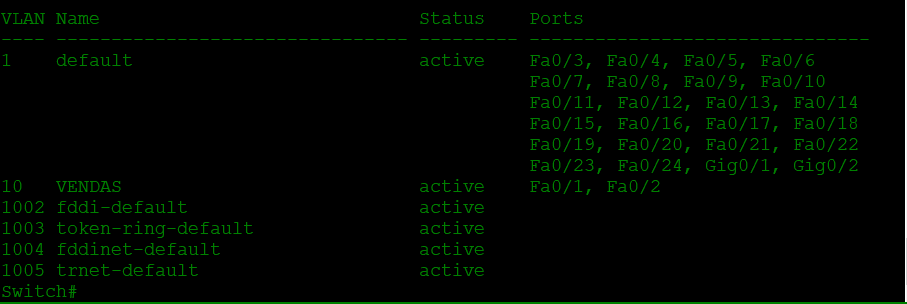 VLAN Name                             Status    Ports
---- -------------------------------- --------- -------------------------------
1    default                          active    Fa0/3, Fa0/4, Fa0/5, Fa0/6
                                                Fa0/7, Fa0/8, Fa0/9, Fa0/10
                                                Fa0/11, Fa0/12, Fa0/13, Fa0/14
                                                Fa0/15, Fa0/16, Fa0/17, Fa0/18
                                                Fa0/19, Fa0/20, Fa0/21, Fa0/22
                                                Fa0/23, Fa0/24, Gig0/1, Gig0/2
10   VENDAS                           active    Fa0/1, Fa0/2
1002 fddi-default                     active
1003 token-ring-default               active
1004 fddinet-default                  active
1005 trnet-default                    active
Switch#